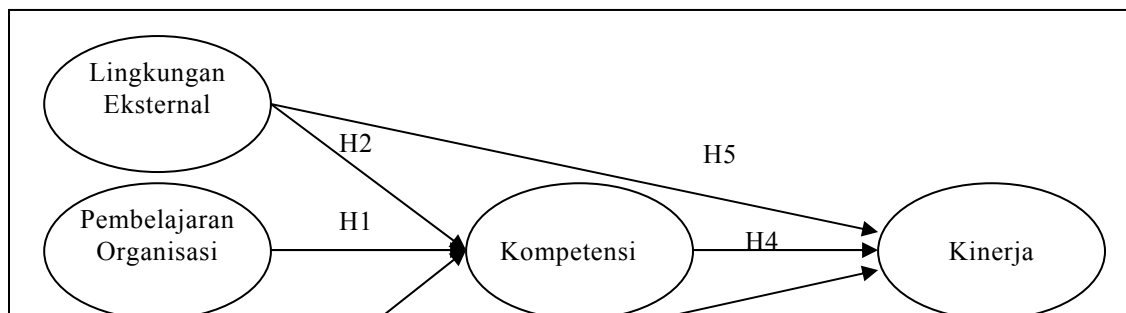 Lingkungan
Eksternal
H2
H5
Pembelajaran
Organisasi
H1
Kompetensi
H4
Kinerja